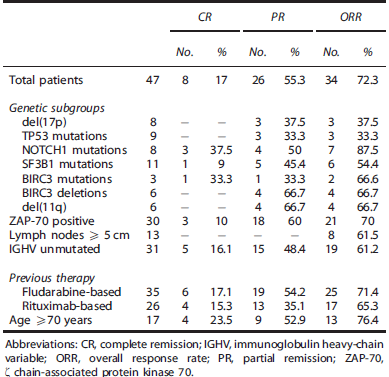 CR PR ORR
No. % No. % No. %
Total patients 47 8 17 26 55.3 34 72.3
Genetic subgroups
del(17p) 8 – – 3 37.5 3 37.5
TP53 mutations 9 – – 3 33.3 3 33.3
NOTCH1 mutations 8 3 37.5 4 50 7 87.5
SF3B1 mutations 11 1 9 5 45.4 6 54.4
BIRC3 mutations 3 1 33.3 1 33.3 2 66.6
BIRC3 deletions 6 – – 4 66.7 4 66.7
del(11q) 6 – – 4 66.7 4 66.7
ZAP-70 positive 30 3 10 18 60 21 70
Lymph nodes ⩾ 5 cm 13 8 61.5
IGHV unmutated 31 5 16.1 15 48.4 19 61.2
Previous therapy
Fludarabine-based 35 6 17.1 19 54.2 25 71.4
Rituximab-based 26 4 15.3 13 35.1 17 65.3
Age ⩾70 years 17 4 23.5 9 52.9 13 76.4
Abbreviations: CR, complete remission; IGHV, immunoglobulin heavy-chain
variable; ORR, overall response rate; PR, partial remission; ZAP-70,
ζ chain-associated protein kinase 70.